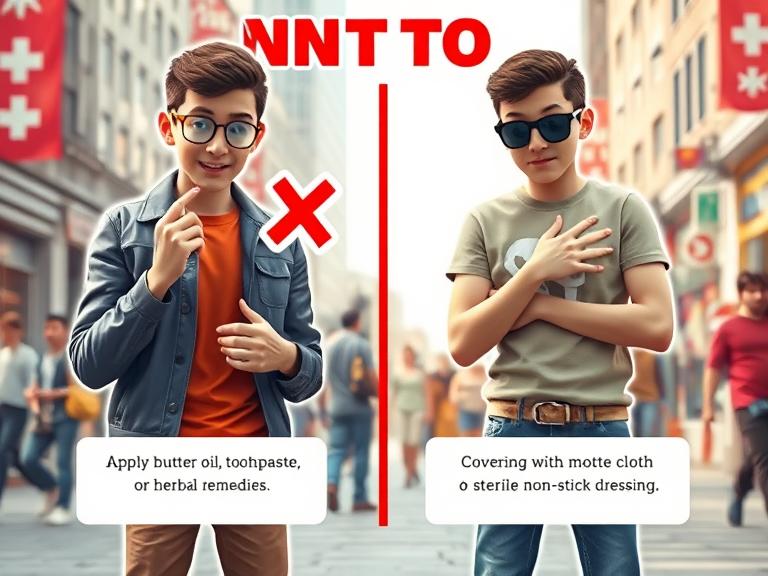 NNT TO
Apply butter oil, toohpaste,
or herbal remedies.
Covering with motte cloth
o sterile non-stick dressing.